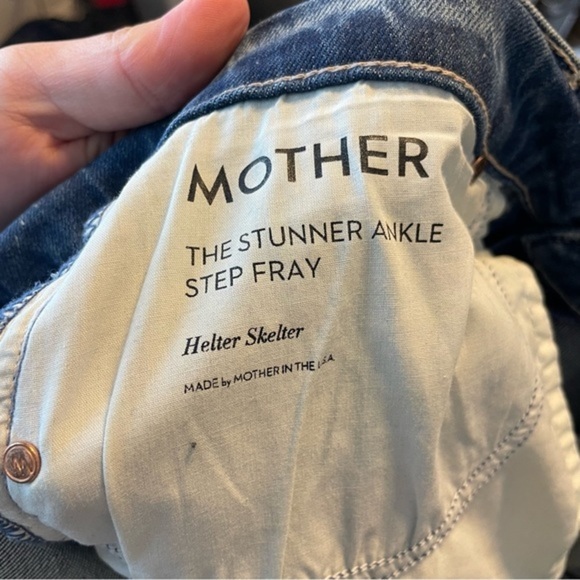 MOTHER
THE STUNNER ANKLE
STEP FRAY
Helter Skelter
MADE by MOTHER IN THE U.S.A.